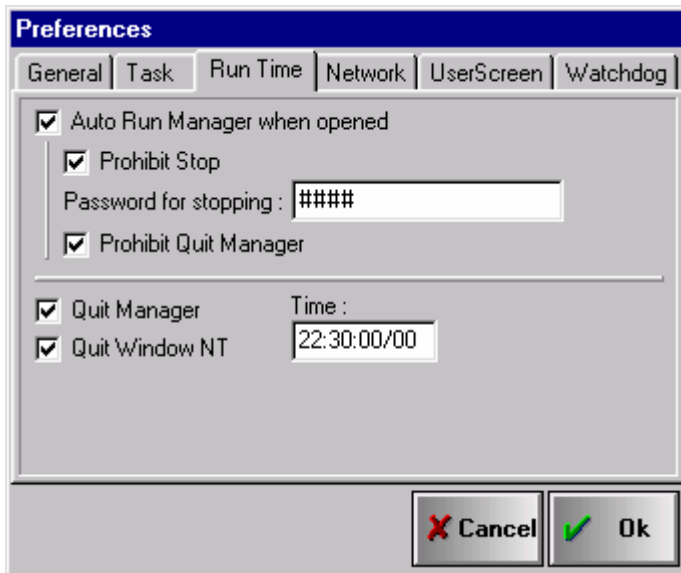 Preferences
General Task Run Time Network UserScreen Watchdog
Auto Run Manager when opened
Prohibit Stop
Password for stopping : ####
Prohibit Quit Manager
Quit Manager Time :
Quit Window NT 22:30:00/00
Cancel Ok